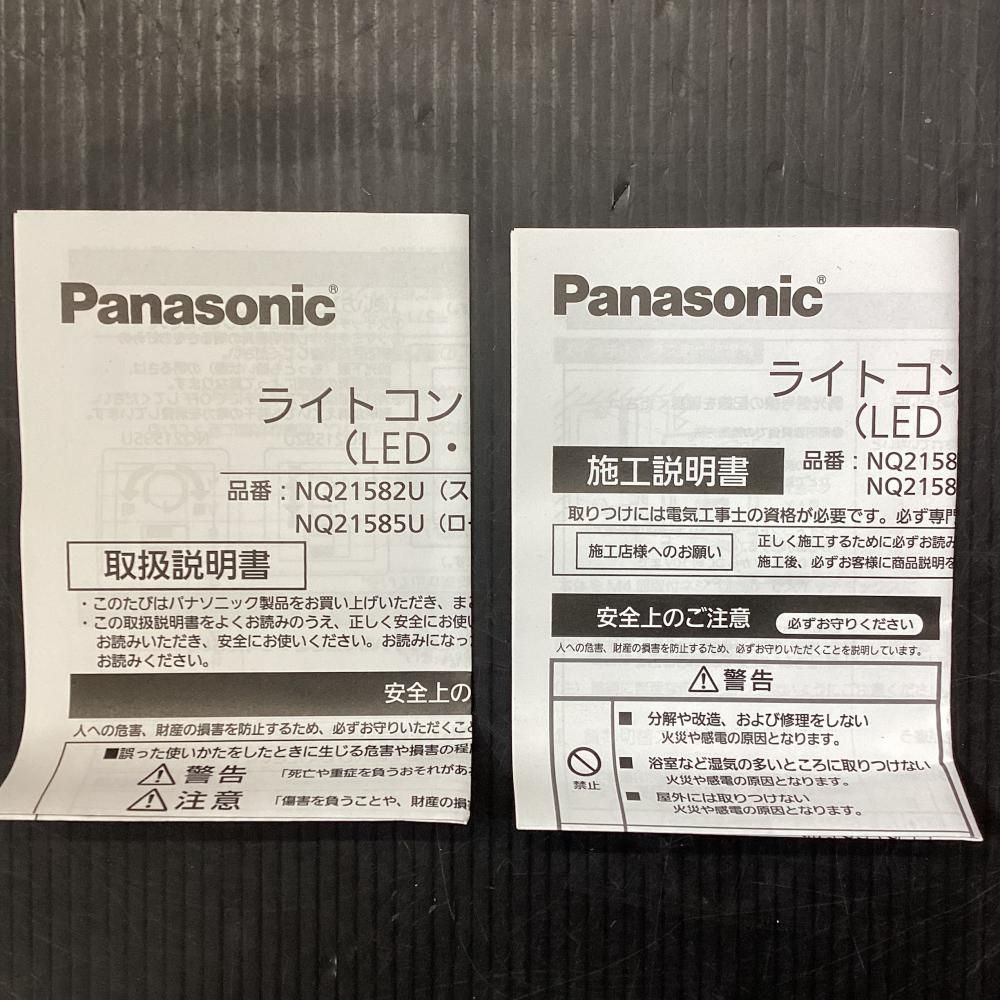 Panasonic®
ライトコン
(LED・
品番：NQ21582U（ス
NQ21585U（ロ
取扱説明書
・このたびはパナソニック製品をお買い上げいただき、ま
・この取扱説明書をよくお読みのうえ、正しく安全にお使
お読みいただき、安全にお使いください。お読みになっ
お読みください。
安全上の
人への危害、財産の損害を防止するため、必ずお守りいただくこ
■誤った使いかたをしたときに生じる危害や損害の程
⚠警告 「死亡や重症を負うおそれがあ
⚠注意 「傷害を負うことや、財産の損
Panasonic®
ライトコン
(LED
施工説明書
品番：NQ2158
NQ2158
取りつけには電気工事士の資格が必要です。必ず専門
施工店様へのお願い
正しく施工するために必ずお読み
施工後、必ずお客様に商品説明を
安全上のご注意 必ずお守りください
人への危害、財産の損害を防止するため、必ずお守りいただくことを説明しています。
⚠警告
■ 分解や改造、および修理をしない
火災や感電の原因となります。
■ 浴室など湿気の多いところに取りつけない
火災や感電の原因となります。
禁止
■ 屋外には取りつけない
火災や感電の原因となります。